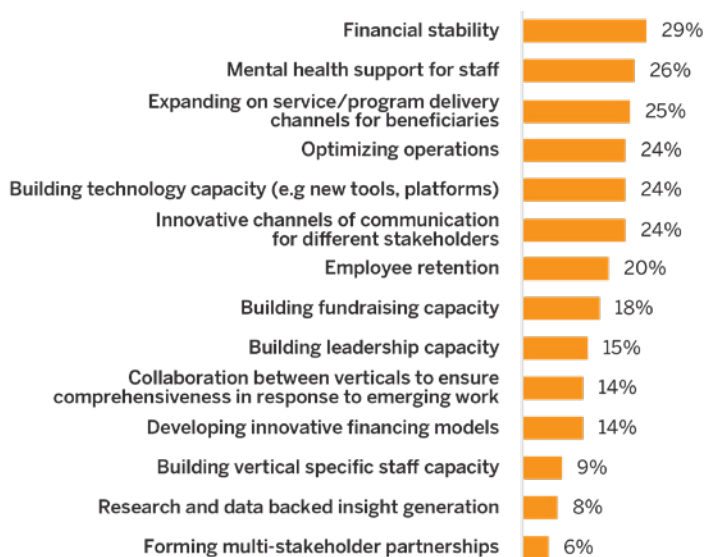 Financial stability 29%
Mental health support for staff 26%
Expanding on service/program delivery
channels for beneficiaries 25%
Optimizing operations 24%
Building technology capacity (e.g new tools, platforms) 24%
Innovative channels of communication
for different stakeholders 24%
Employee retention 20%
Building fundraising capacity 18%
Building leadership capacity 15%
Collaboration between verticals to ensure
comprehensiveness in response to emerging work 14%
Developing innovative financing models 14%
Building vertical specific staff capacity 9%
Research and data backed insight generation 8%
Forming multi-stakeholder partnerships 6%